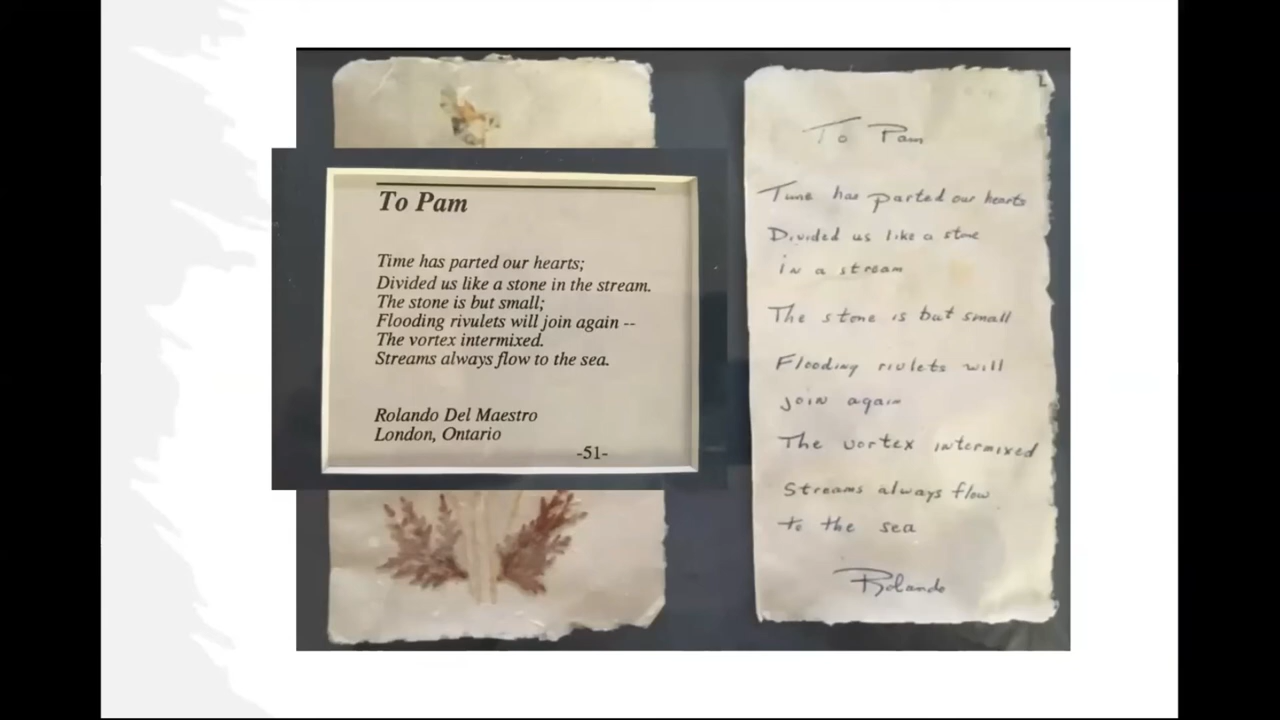 To Pam
Time has parted our hearts;
Divided us like a stone in the stream.
The stone is but small;
Flooding rivulets will join again --
The vortex intermixed.
Streams always flow to the sea.
Rolando Del Maestro
London, Ontario
-51-
To Pam
Time has parted our hearts
Divided us like a stone
in a stream
The stone is but small
Flooding rivulets will
join again
The vortex intermixed
Streams always flow
to the sea
Rolando